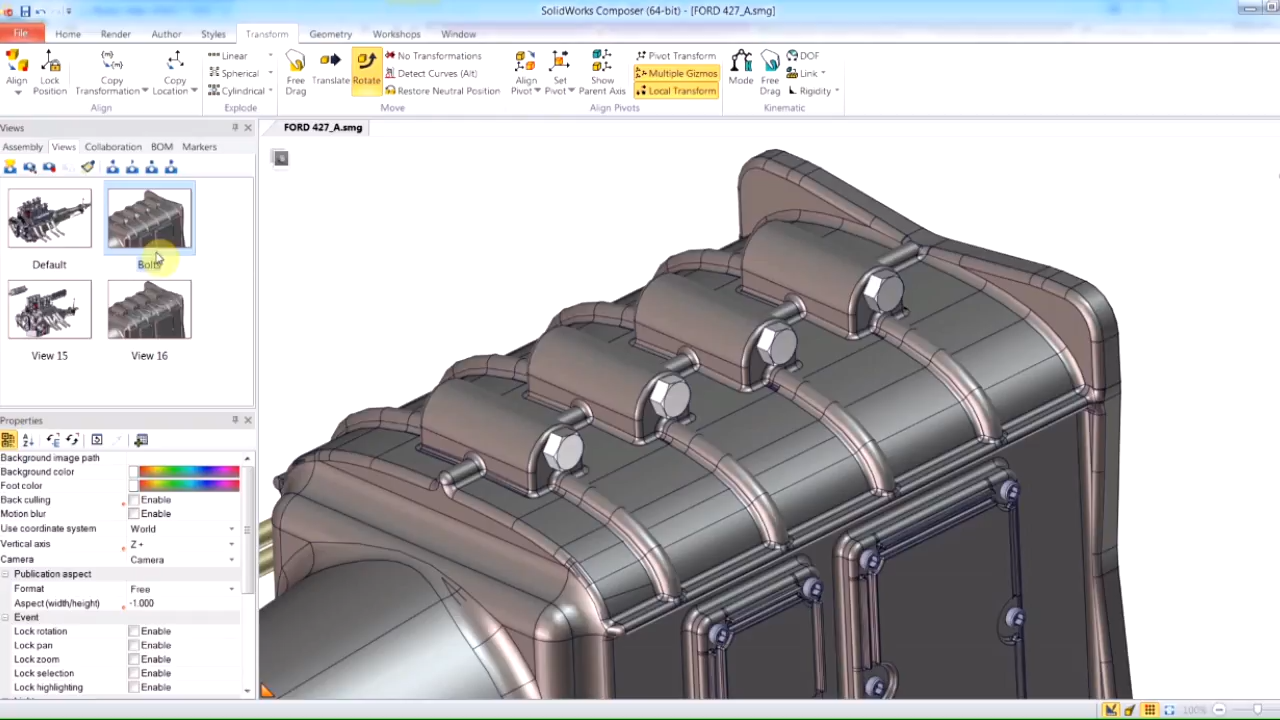 SolidWorks Composer (64-bit) - [FORD 427_A.smg]
File Home Render Author Styles Transform Geometry Workshops Window
Align
Lock Position
Copy Transformation
Copy Location
Align
Linear
Spherical
Cylindrical
Explode
Free Drag
Translate
Rotate
No Transformations
Detect Curves (Alt)
Restore Neutral Position
Move
Align Pivot
Set Pivot
Show Parent Axis
Pivot Transform
Multiple Gizmos
Local Transform
Align Pivots
Mode
Free Drag
DOF
Link
Rigidity
Kinematic
Views
FORD 427_A.smg
Assembly Views Collaboration BOM Markers
Default
View 15
View 16
Properties
Background image path
Background color
Foot color
Back culling Enable
Motion blur Enable
Use coordinate system World
Vertical axis Z +
Camera Camera
Publication aspect
Format Free
Aspect (width/height) -1.000
Event
Lock rotation Enable
Lock pan Enable
Lock zoom Enable
Lock selection Enable
Lock highlighting Enable
100%